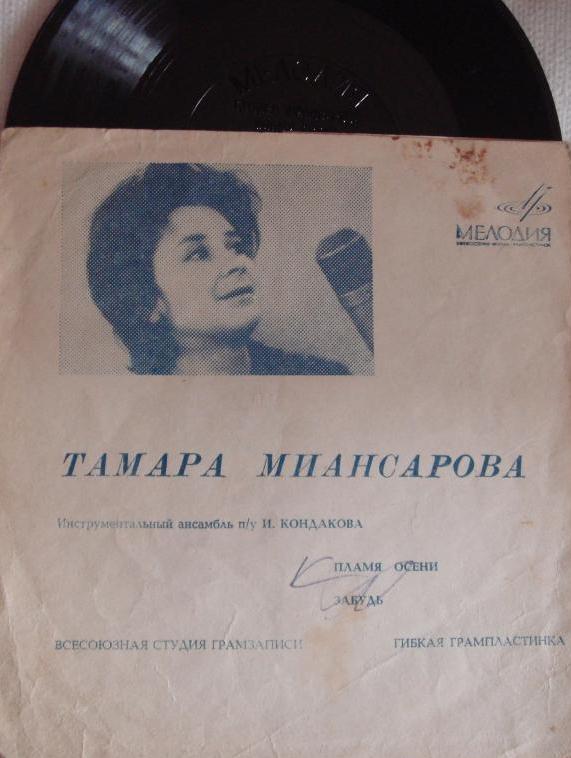 МЕЛОДИЯ
МЕЛОДИЯ
ТАМАРА МИАНСАРОВА
Инструментальный ансамбль п/у И. КОНДАКОВА
ПЛАМЯ ОСЕНИ
ЗАБУДЬ
ВСЕСОЮЗНАЯ СТУДИЯ ГРАМЗАПИСИ ГИБКАЯ ГРАМПЛАСТИНКА